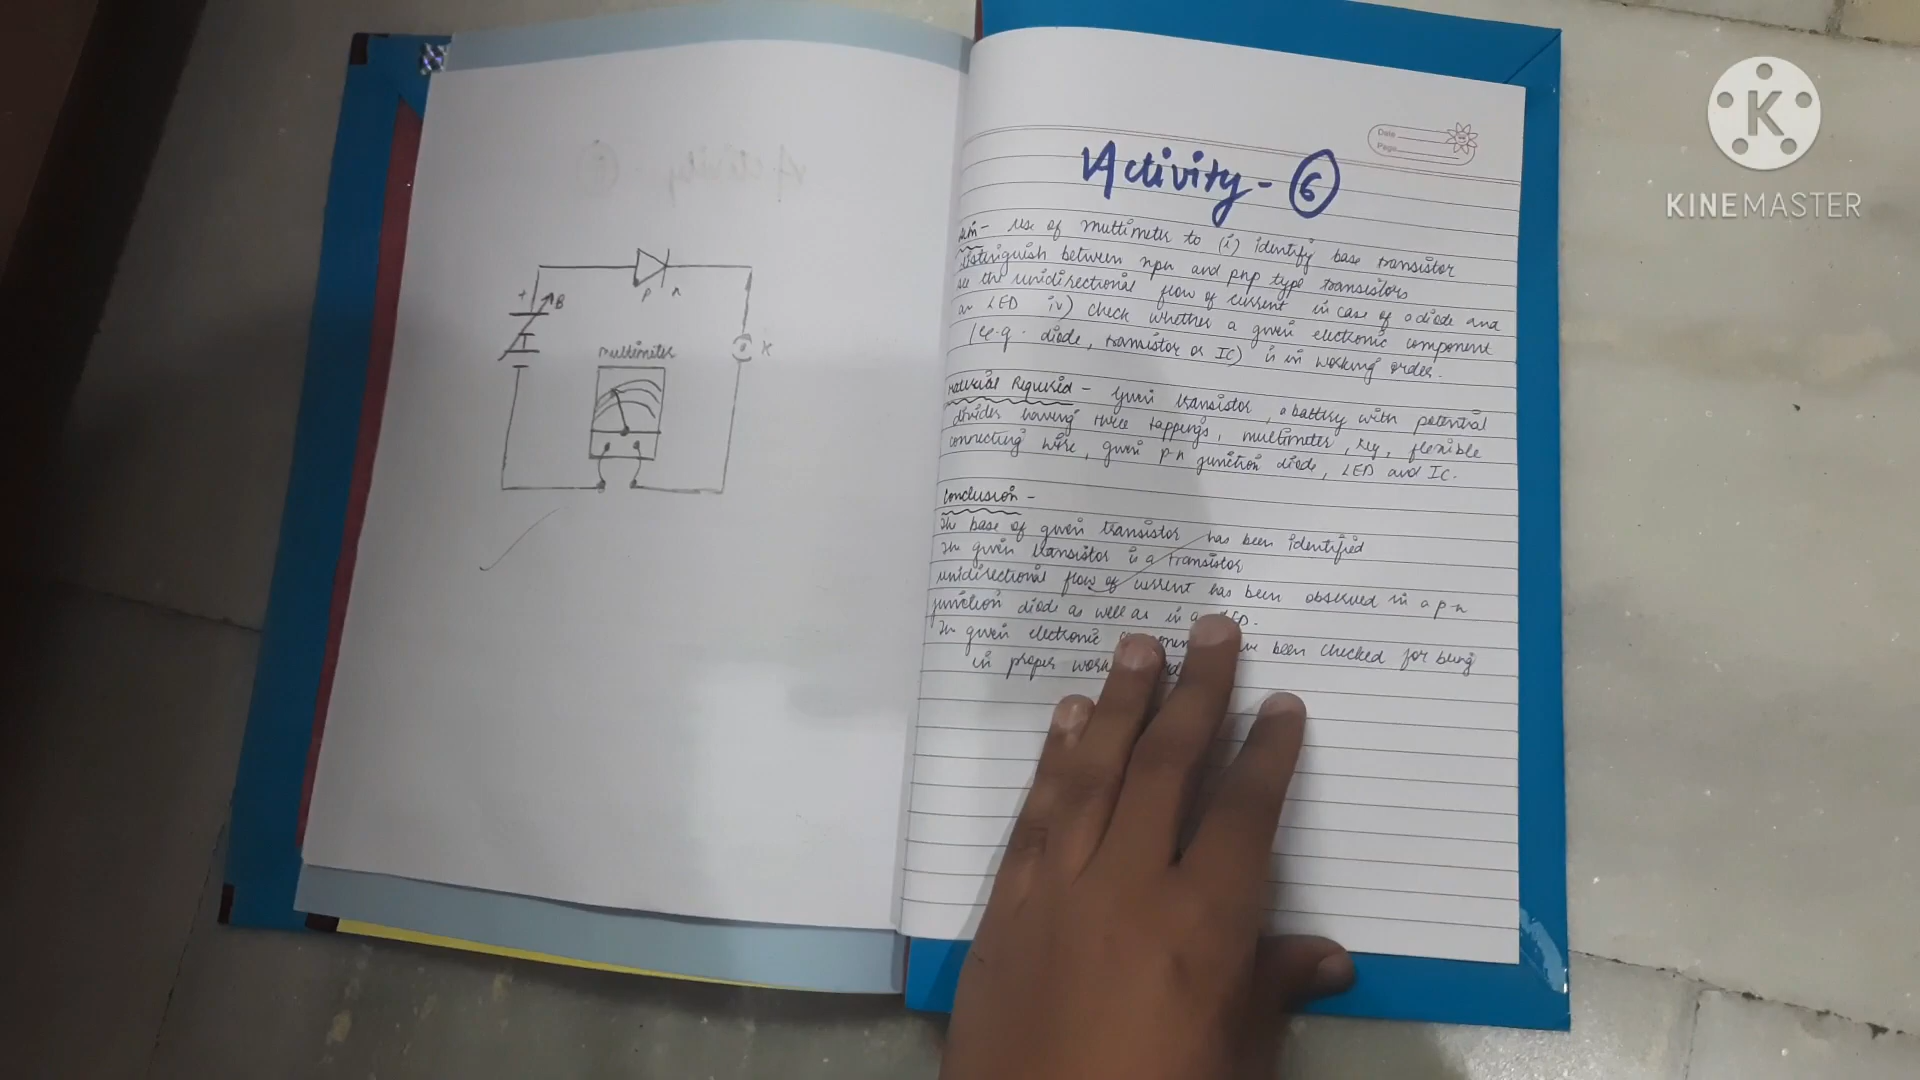 +
B
P
n
K
multimeter
Date
Page
Activity - 6
Aim - use of multimeter to (i) identify base transistor
distinguish between npn and pnp type transistors
see the unidirectional flow of current in case of a diode and
an LED iv) check whether a given electronic component
(e.g. diode, transistor or IC) is in working order.
Material Required - Given transistor, a battery with potential
divider having three tappings, multimeter, key, flexible
connecting wire, given p-n junction diode, LED and IC.
Conclusion -
The base of given transistor has been identified
The given transistor is a transistor
unidirectional flow of current has been observed in a p-n
junction diode as well as in a
The given electronic been checked for being
in proper
K
KINEMASTER